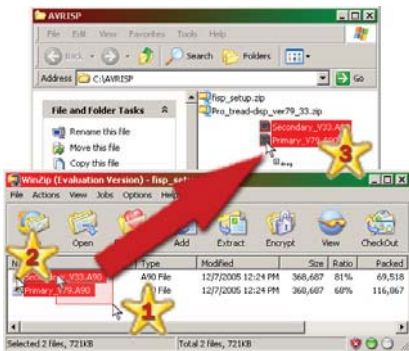 AVRISP
File Edit View Favorites Tools Help
Back Search Folders
Address C:\AVRISP Go
File and Folder Tasks
Rename this file
Move this file
Copy this file
fisp_setup.zip
Pro_tread-dsp_ver79_33.zip
Secondary_V33.A90
Primary_V79.A90
3
WinZip (Evaluation Version) - fisp_set
File Actions View Jobs Options Help
Open Add Extract Encrypt View CheckOut
Type Modified Size Ratio Packed
Secondary_V33.A90 A90 File 12/7/2005 12:24 PM 368,687 81% 69,518
Primary_V79.A90 A90 File 12/7/2005 12:24 PM 368,687 68% 116,867
2
1
Selected 2 files, 721KB Total 2 files, 721KB